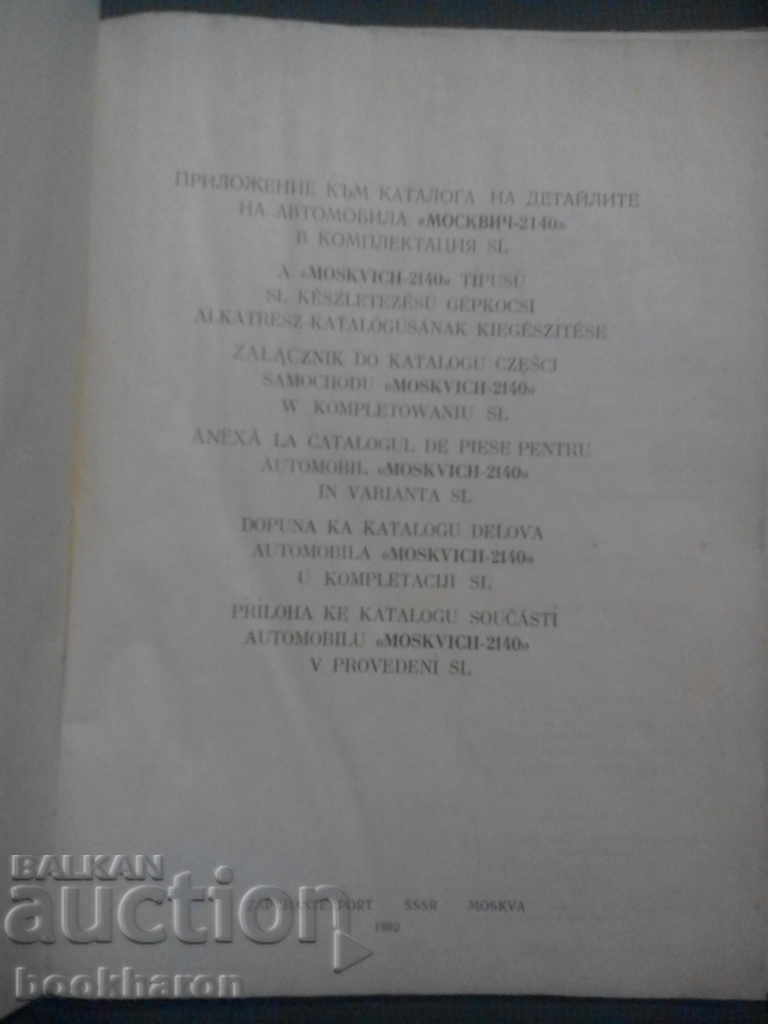 ПРИЛОЖЕНИЕ КЪМ КАТАЛОГА НА ДЕТАЙЛИТЕ
НА АВТОМОБИЛА «МОСКВИЧ-2140»
В КОМПЛЕКТАЦИЯ SL
A «MOSKVICH-2140» TÍPUSÚ
SL KÉSZLETEZÉSŰ GÉPKOCSI
ALKATRÉSZ-KATALÓGUSÁNAK KIEGÉSZÍTÉSE
ZAŁĄCZNIK DO KATALOGU CZĘŚCI
SAMOCHODU «MOSKVICH-2140»
W KOMPLETOWANIU SL
ANEXĂ LA CATALOGUL DE PIESE PENTRU
AUTOMOBIL «MOSKVICH-2140»
IN VARIANTA SL
DOPUNA KA KATALOGU DELOVA
AUTOMOBILA «MOSKVICH-2140»
U KOMPLETACIJI SL
PŘÍLOHA KE KATALOGU SOUČÁSTÍ
AUTOMOBILU «MOSKVICH-2140»
V PROVEDENÍ SL
SSSR MOSKVA
BALKAN
auction
bookharon